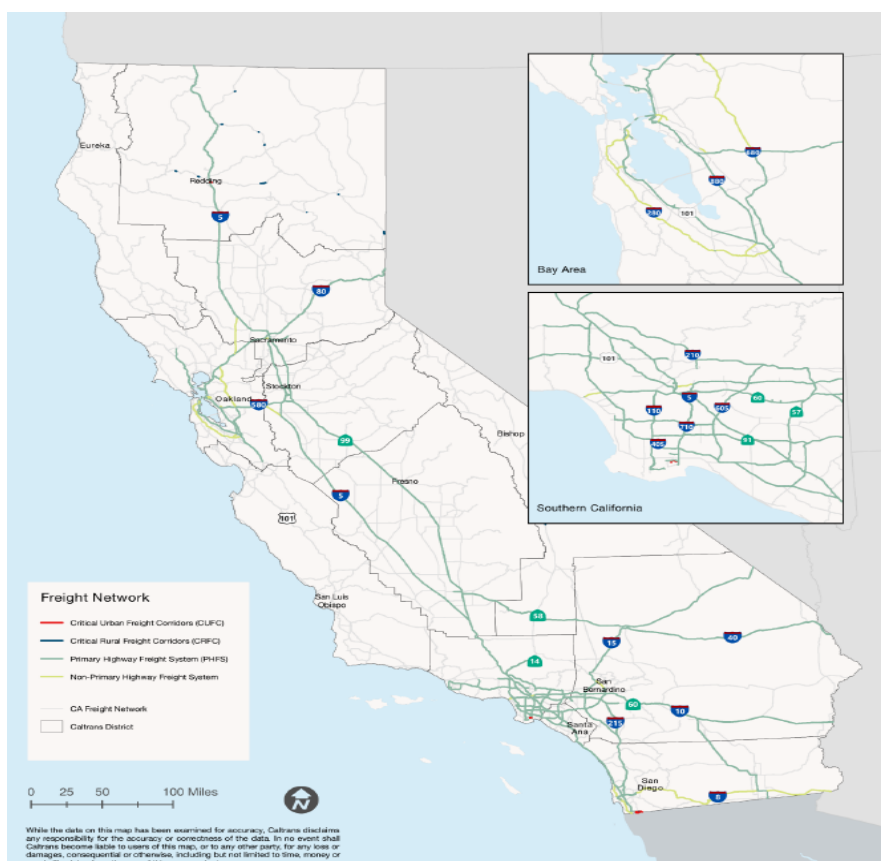 Eureka
Redding
5
80
Sacramento
Stockton
Oakland
580
99
Bishop
Fresno
5
101
San Luis
Obispo
58
15
40
14
San
Bernardino
60
10
Santa
Ana
215
San
Diego
8
880
280
101
Bay Area
101
210
5
60
110
605
57
710
405
91
Southern California
Freight Network
Critical Urban Freight Corridors (CUFC)
Critical Rural Freight Corridors (CRFC)
Primary Highway Freight System (PHFS)
Non-Primary Highway Freight System
CA Freight Network
Caltrans District
0 25 50 100 Miles
N
While the data on this map has been examined for accuracy, Caltrans disclaims
any responsibility for the accuracy or correctness of the data. In no event shall
Caltrans become liable to users of this map, or to any other party, for any loss or
damages, consequential or otherwise, including but not limited to time, money or